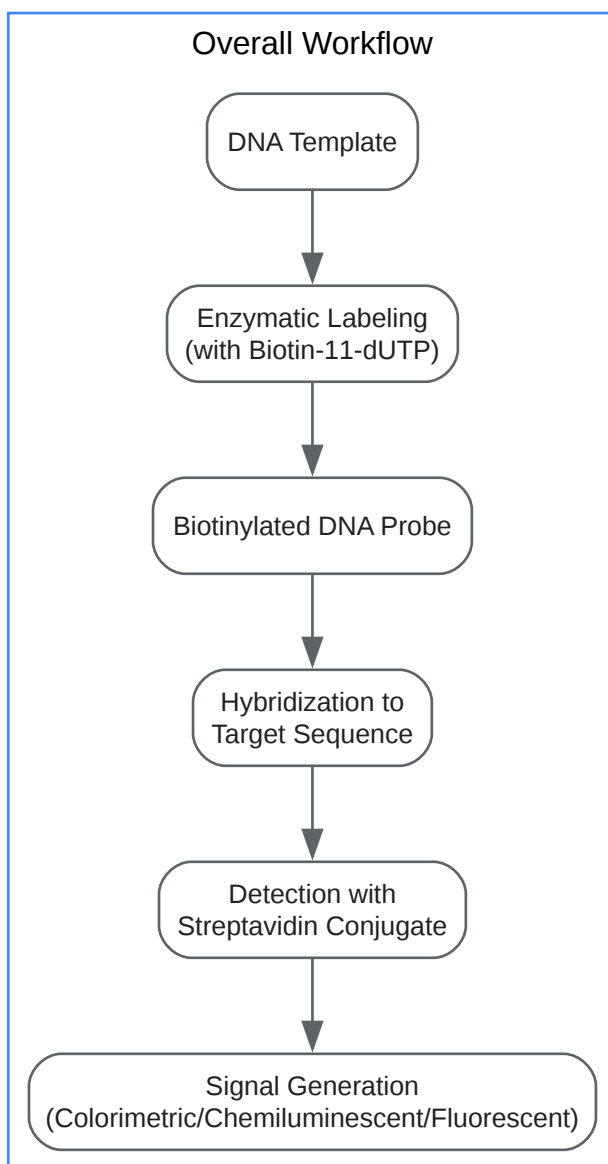 Overall Workflow
DNA Template
Enzymatic Labeling
(with Biotin-11-dUTP)
Biotinylated DNA Probe
Hybridization to
Target Sequence
Detection with
Streptavidin Conjugate
Signal Generation
(Colorimetric/Chemiluminescent/Fluorescent)